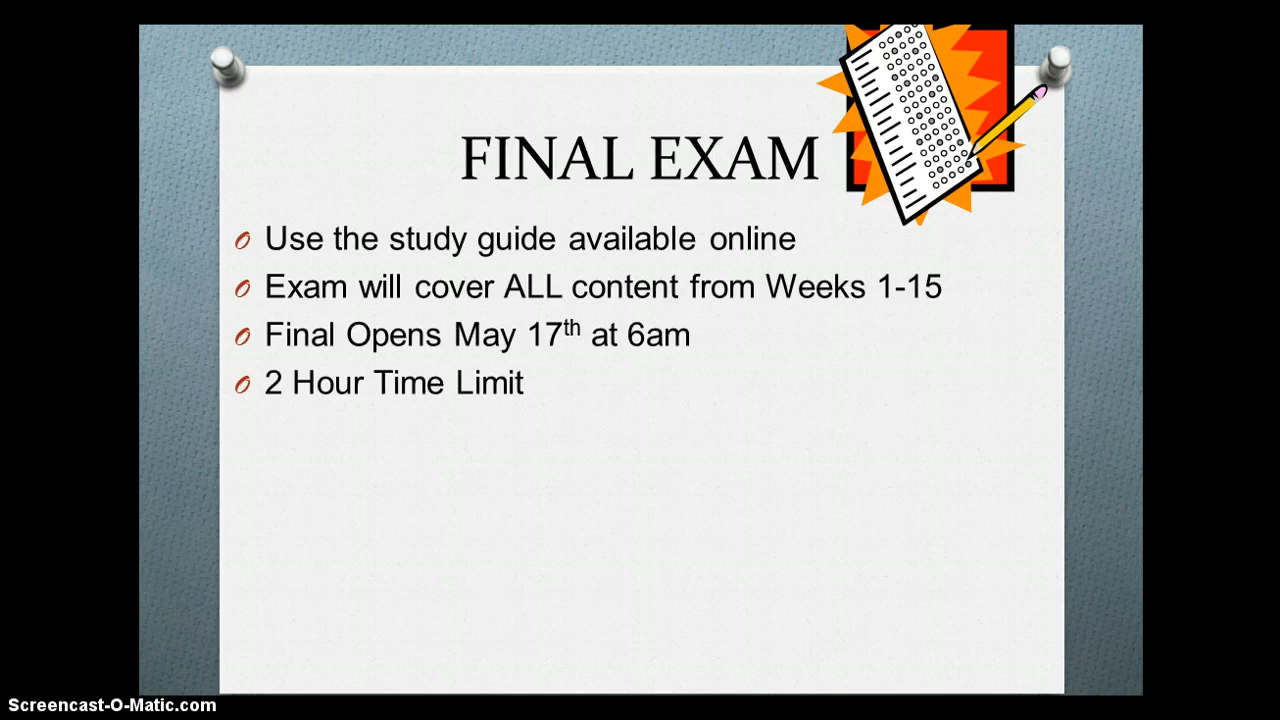 FINAL EXAM
Use the study guide available online
Exam will cover ALL content from Weeks 1-15
Final Opens May 17th at 6am
2 Hour Time Limit
Screencast-O-Matic.com